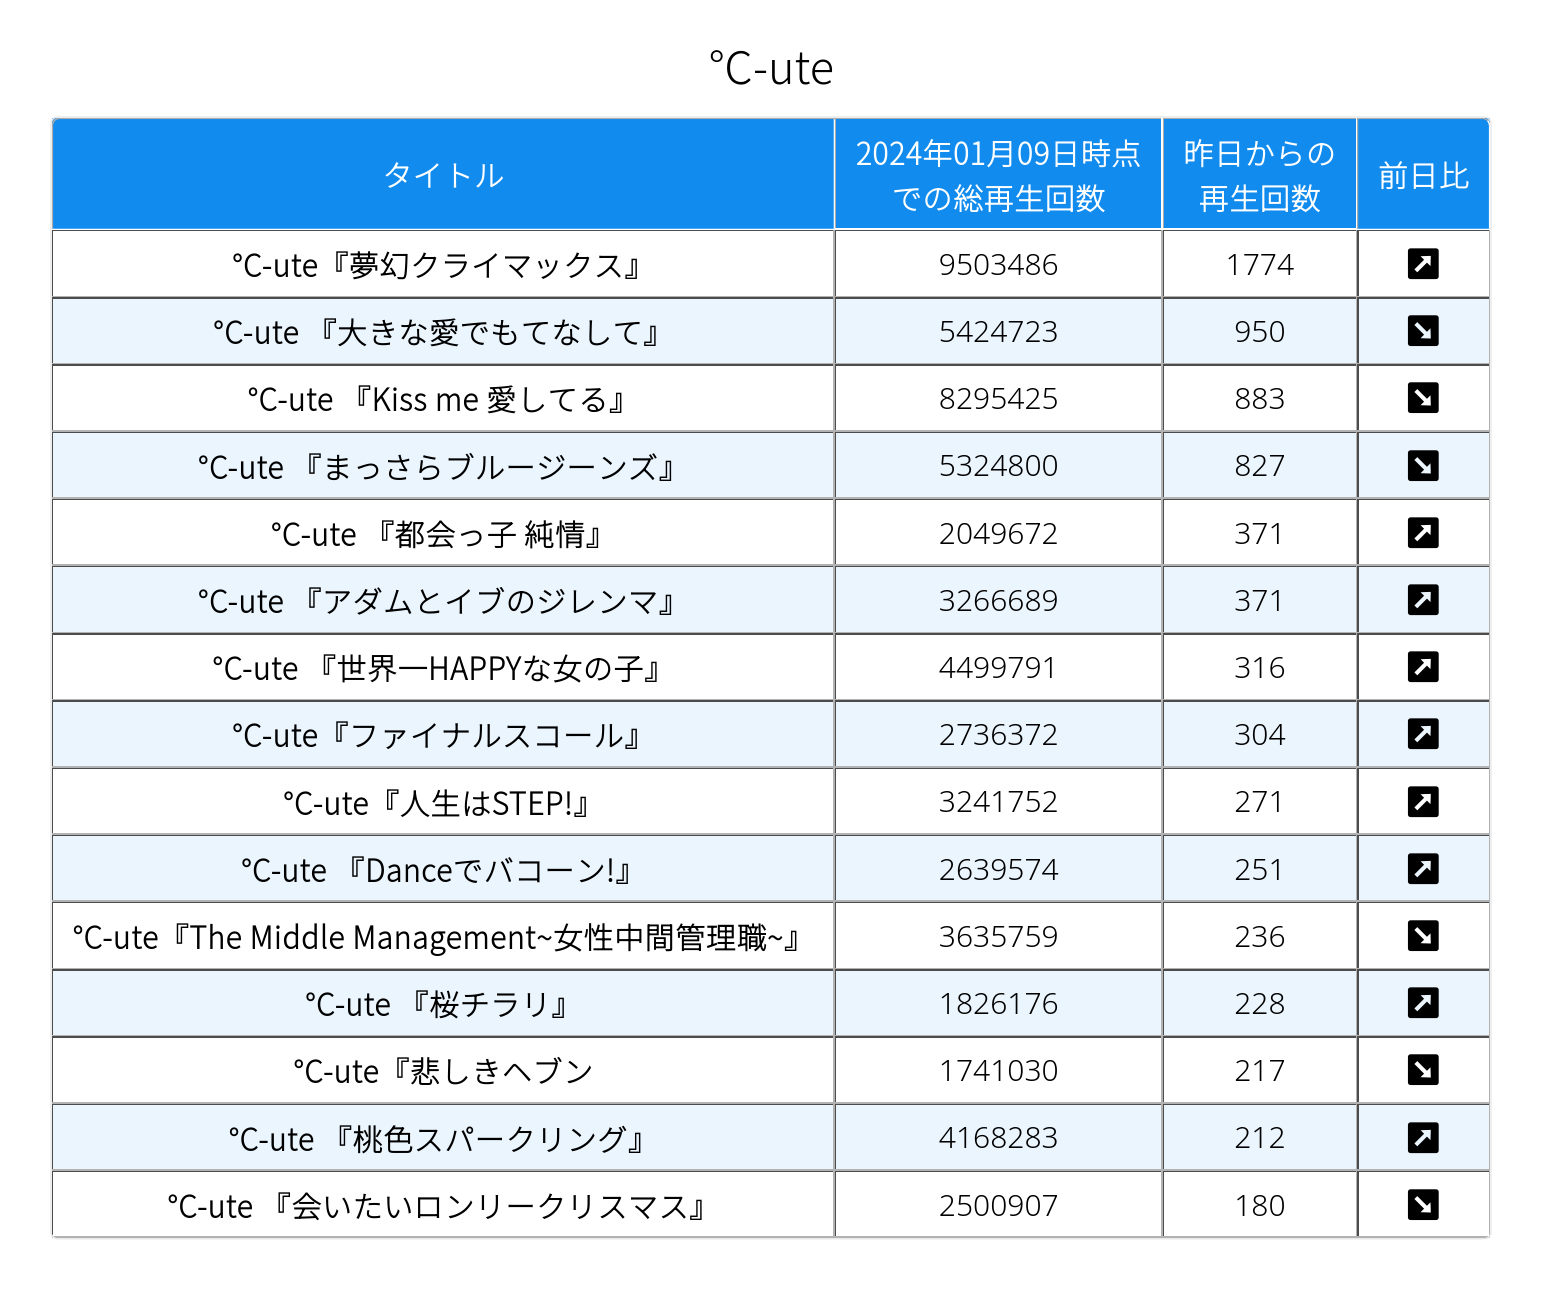 ℃-ute
タイトル
2024年01月09日時点
での総再生回数
昨日からの
再生回数
前日比
℃-ute『夢幻クライマックス』 9503486 1774 ↗
℃-ute 『大きな愛でもてなして』 5424723 950 ↘
℃-ute 『Kiss me 愛してる』 8295425 883 ↘
℃-ute 『まっさらブルージーンズ』 5324800 827 ↘
℃-ute 『都会っ子 純情』 2049672 371 ↗
℃-ute 『アダムとイブのジレンマ』 3266689 371 ↗
℃-ute 『世界一HAPPYな女の子』 4499791 316 ↗
℃-ute『ファイナルスコール』 2736372 304 ↗
℃-ute『人生はSTEP!』 3241752 271 ↗
℃-ute 『Danceでバコーン!』 2639574 251 ↗
℃-ute『The Middle Management~女性中間管理職~』 3635759 236 ↘
℃-ute 『桜チラリ』 1826176 228 ↗
℃-ute『悲しきヘブン 1741030 217 ↘
℃-ute 『桃色スパークリング』 4168283 212 ↗
℃-ute 『会いたいロンリークリスマス』 2500907 180 ↘